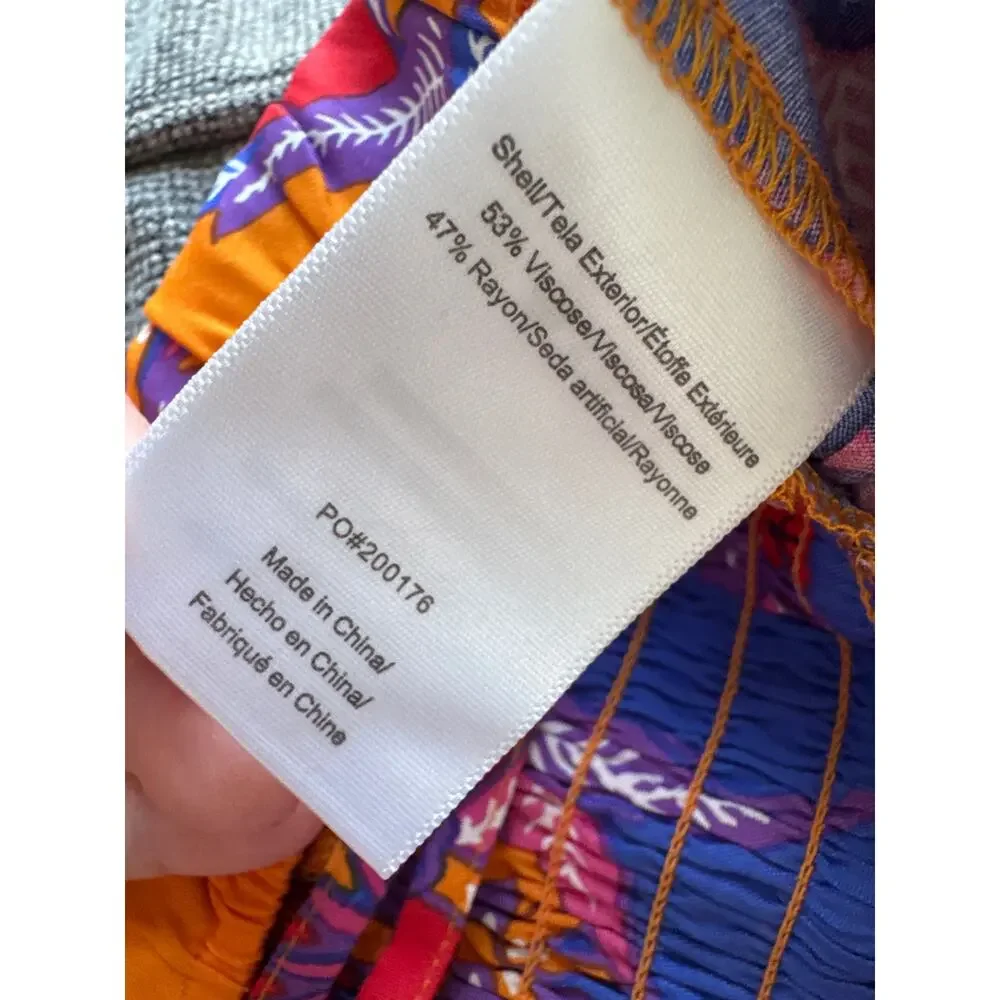 Shell/Tela Exterior/Étoffe Extérieure
53% Viscose/Viscosa/Viscose
47% Rayon/Seda artificial/Rayonne
PO#200176
Made in China/
Hecho en China/
Fabriqué en Chine